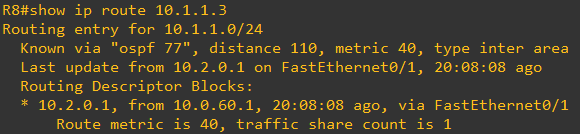 R8#show ip route 10.1.1.3
Routing entry for 10.1.1.0/24
  Known via "ospf 77", distance 110, metric 40, type inter area
  Last update from 10.2.0.1 on FastEthernet0/1, 20:08:08 ago
  Routing Descriptor Blocks:
  * 10.2.0.1, from 10.0.60.1, 20:08:08 ago, via FastEthernet0/1
      Route metric is 40, traffic share count is 1